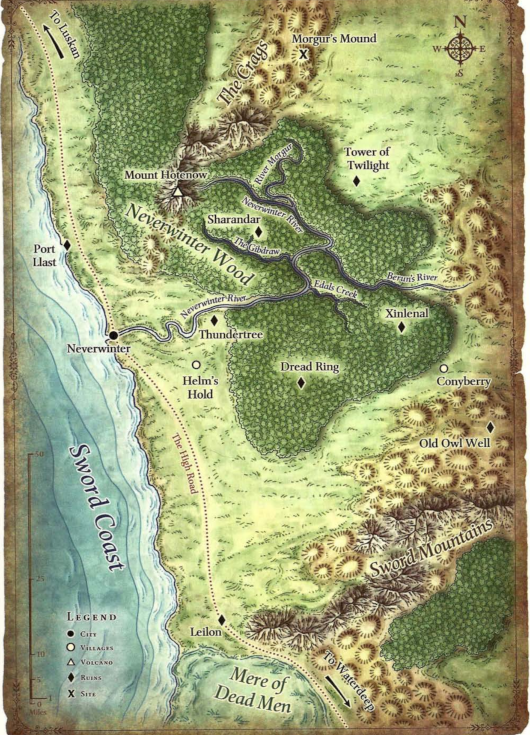 To Luskan
The Crags
Morgur's Mound
X
N
W
E
S
Tower of
Twilight
River Morgur
Mount Hotenow
Neverwinter River
Sharandar
Neverwinter Wood
The Gibdraw
Port
Llast
Berun's River
Edals Creek
Neverwinter River
Xinlenal
Thundertree
Neverwinter
Dread Ring
Helm's
Hold
Conyberry
Old Owl Well
The High Road
Sword Coast
50
25
10
5
1
0
Miles
Sword Mountains
LEGEND
CITY
VILLAGES
VOLCANO
RUINS
X SITE
Leilon
Mere of
Dead Men
To Waterdeep